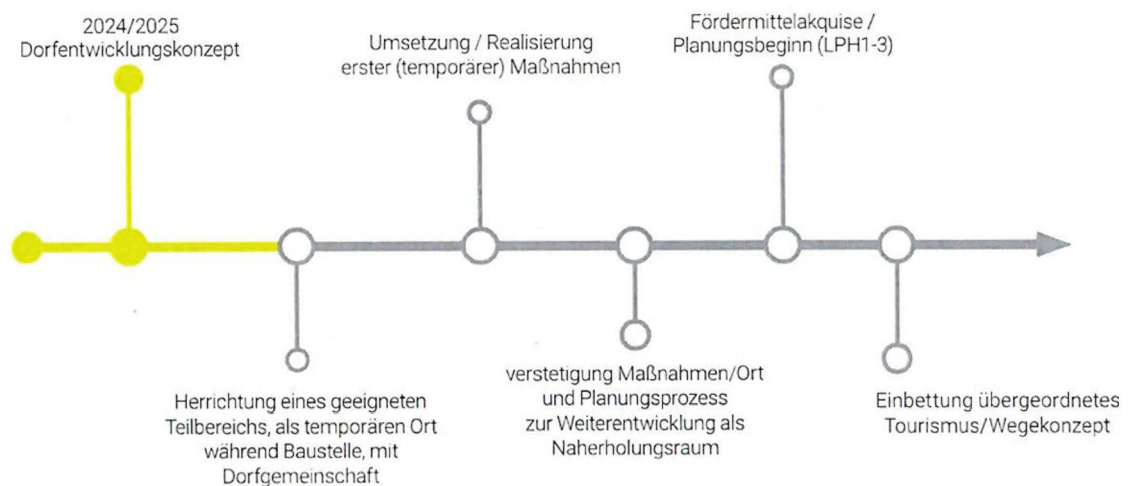 2024/2025
Dorfentwicklungskonzept
Umsetzung / Realisierung
erster (temporärer) Maßnahmen
Fördermittelakquise /
Planungsbeginn (LPH1-3)
Herrichtung eines geeigneten
Teilbereichs, als temporären Ort
während Baustelle, mit
Dorfgemeinschaft
verstetigung Maßnahmen/Ort
und Planungsprozess
zur Weiterentwicklung als
Naherholungsraum
Einbettung übergeordnetes
Tourismus/Wegekonzept